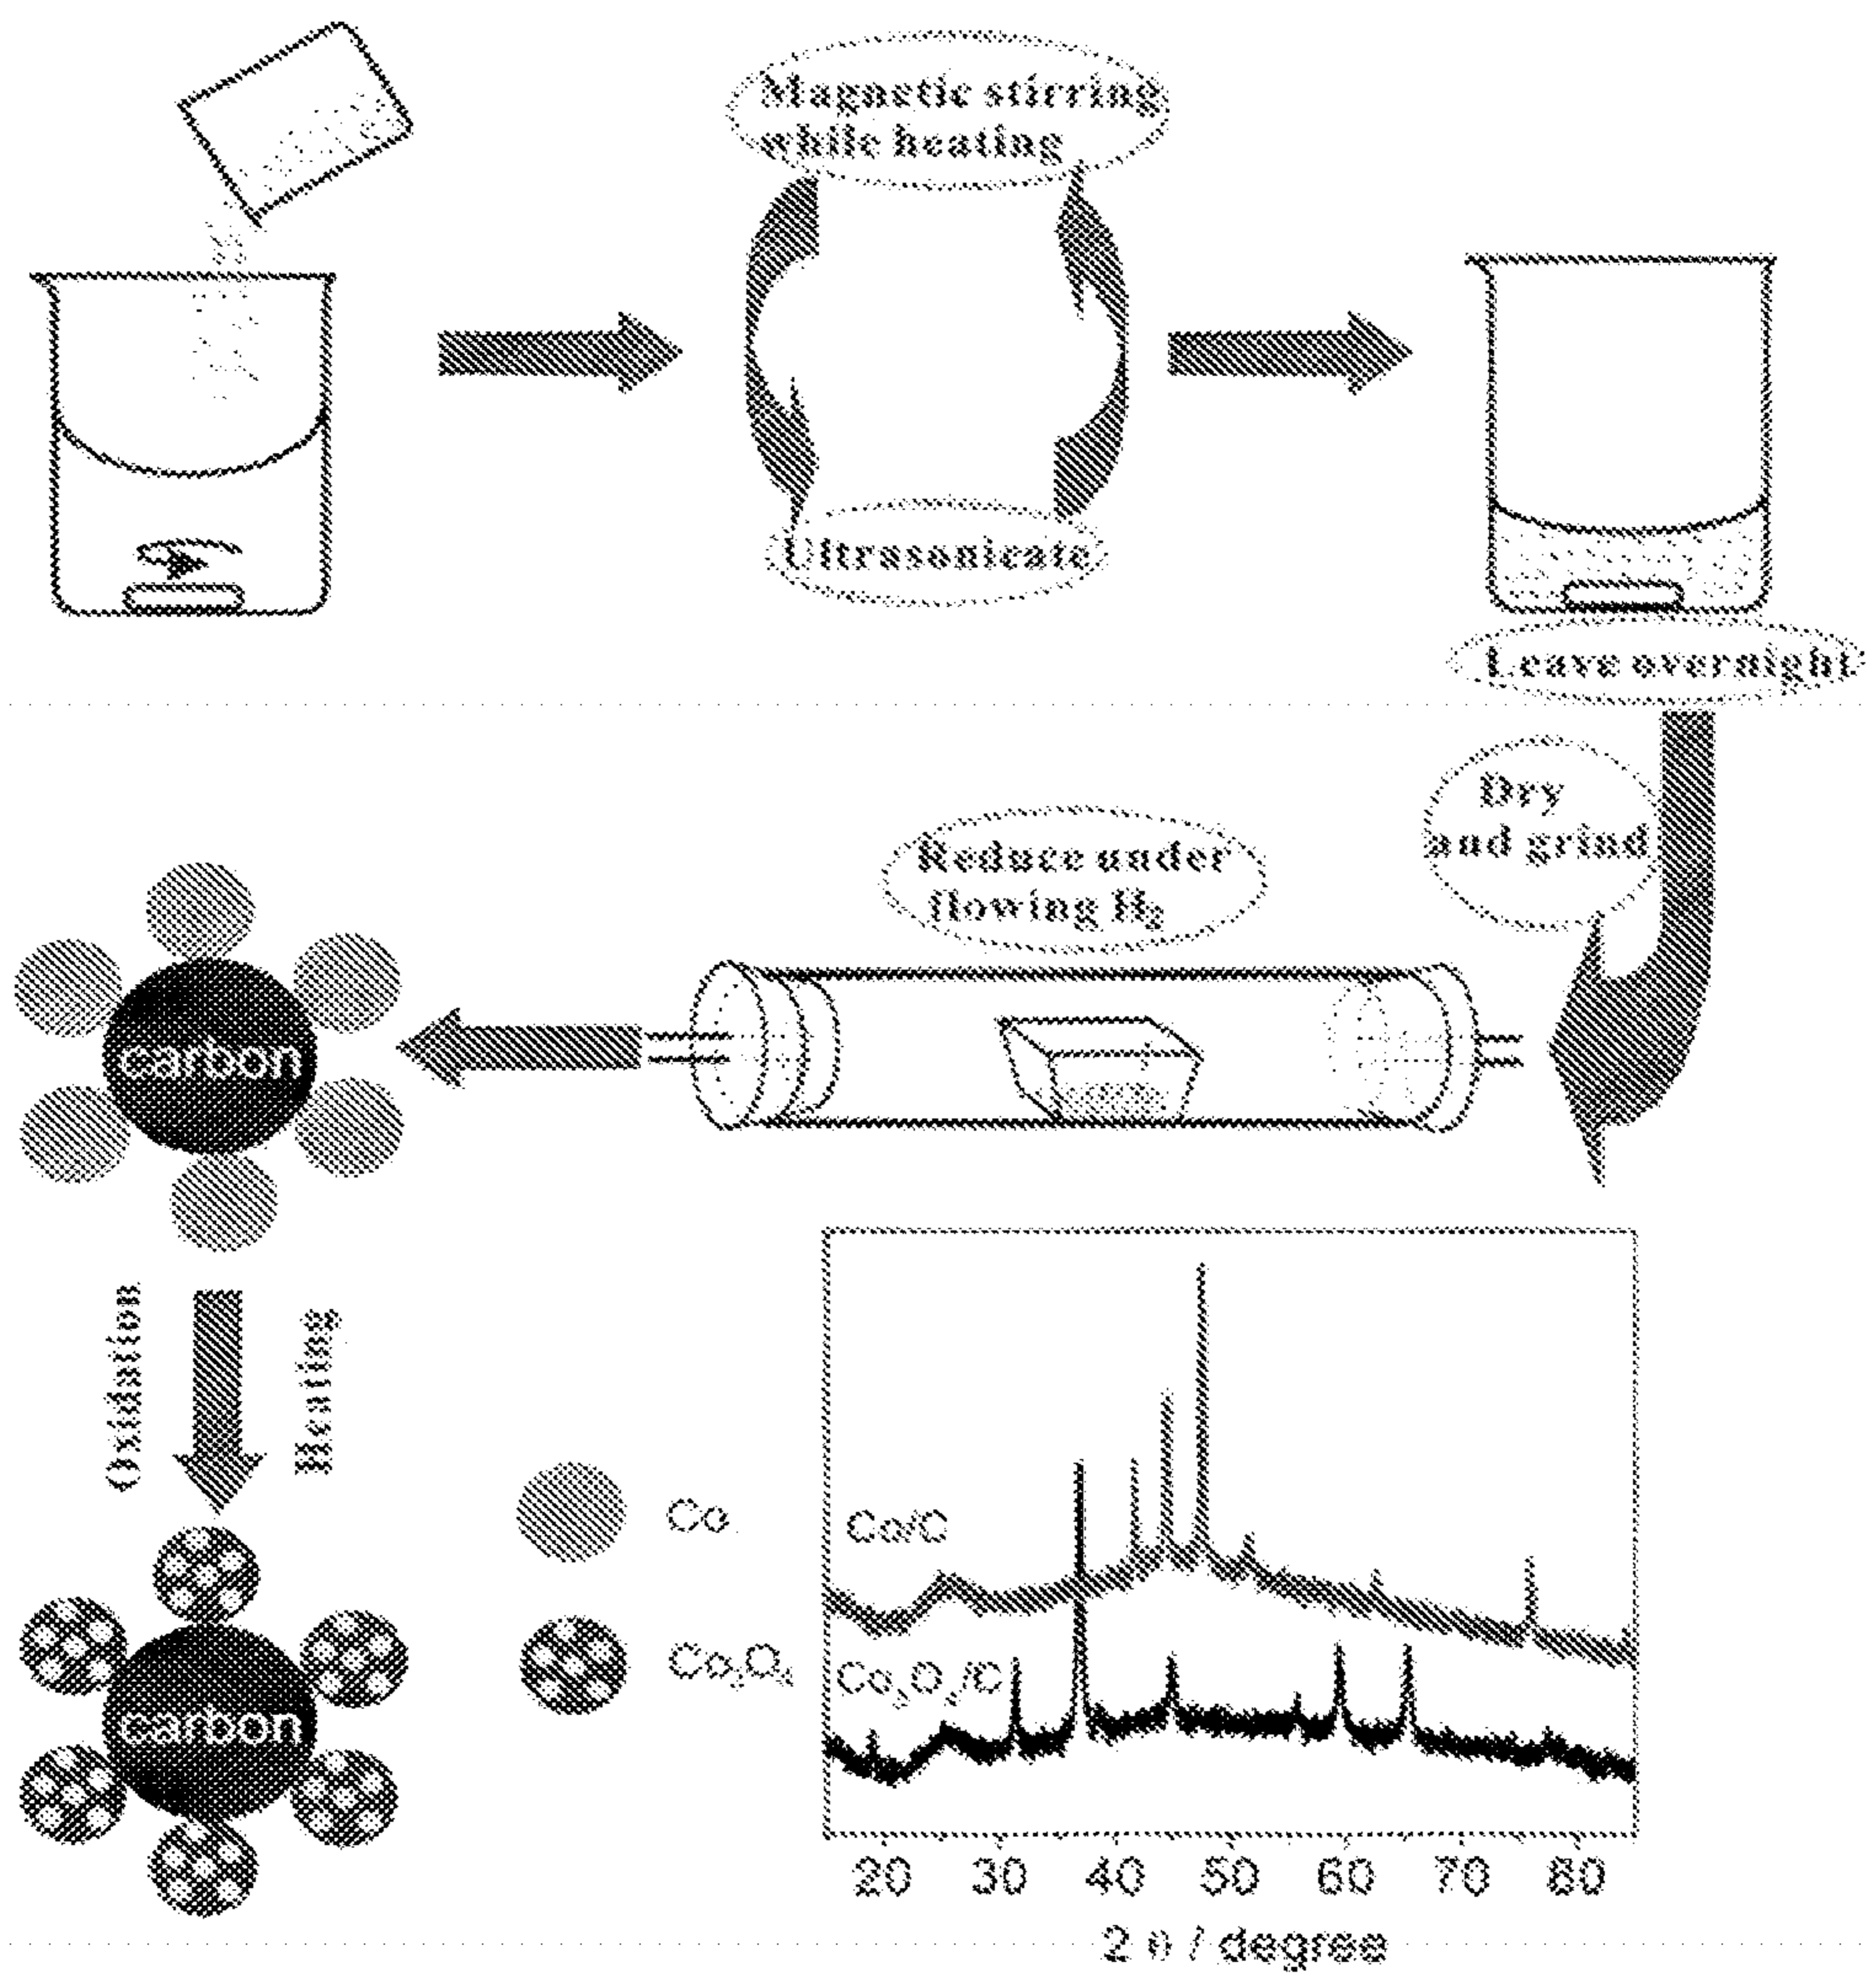 Magnetic stirring
while heating
Ultrasonicate
Leave overnight
Dry
and grind
Reduce under
flowing H₂
carbon
Oxidation
Heating
Co
Co₃O₄
carbon
Co/C
Co₃O₄/C
20 30 40 50 60 70 80
2 θ / degree